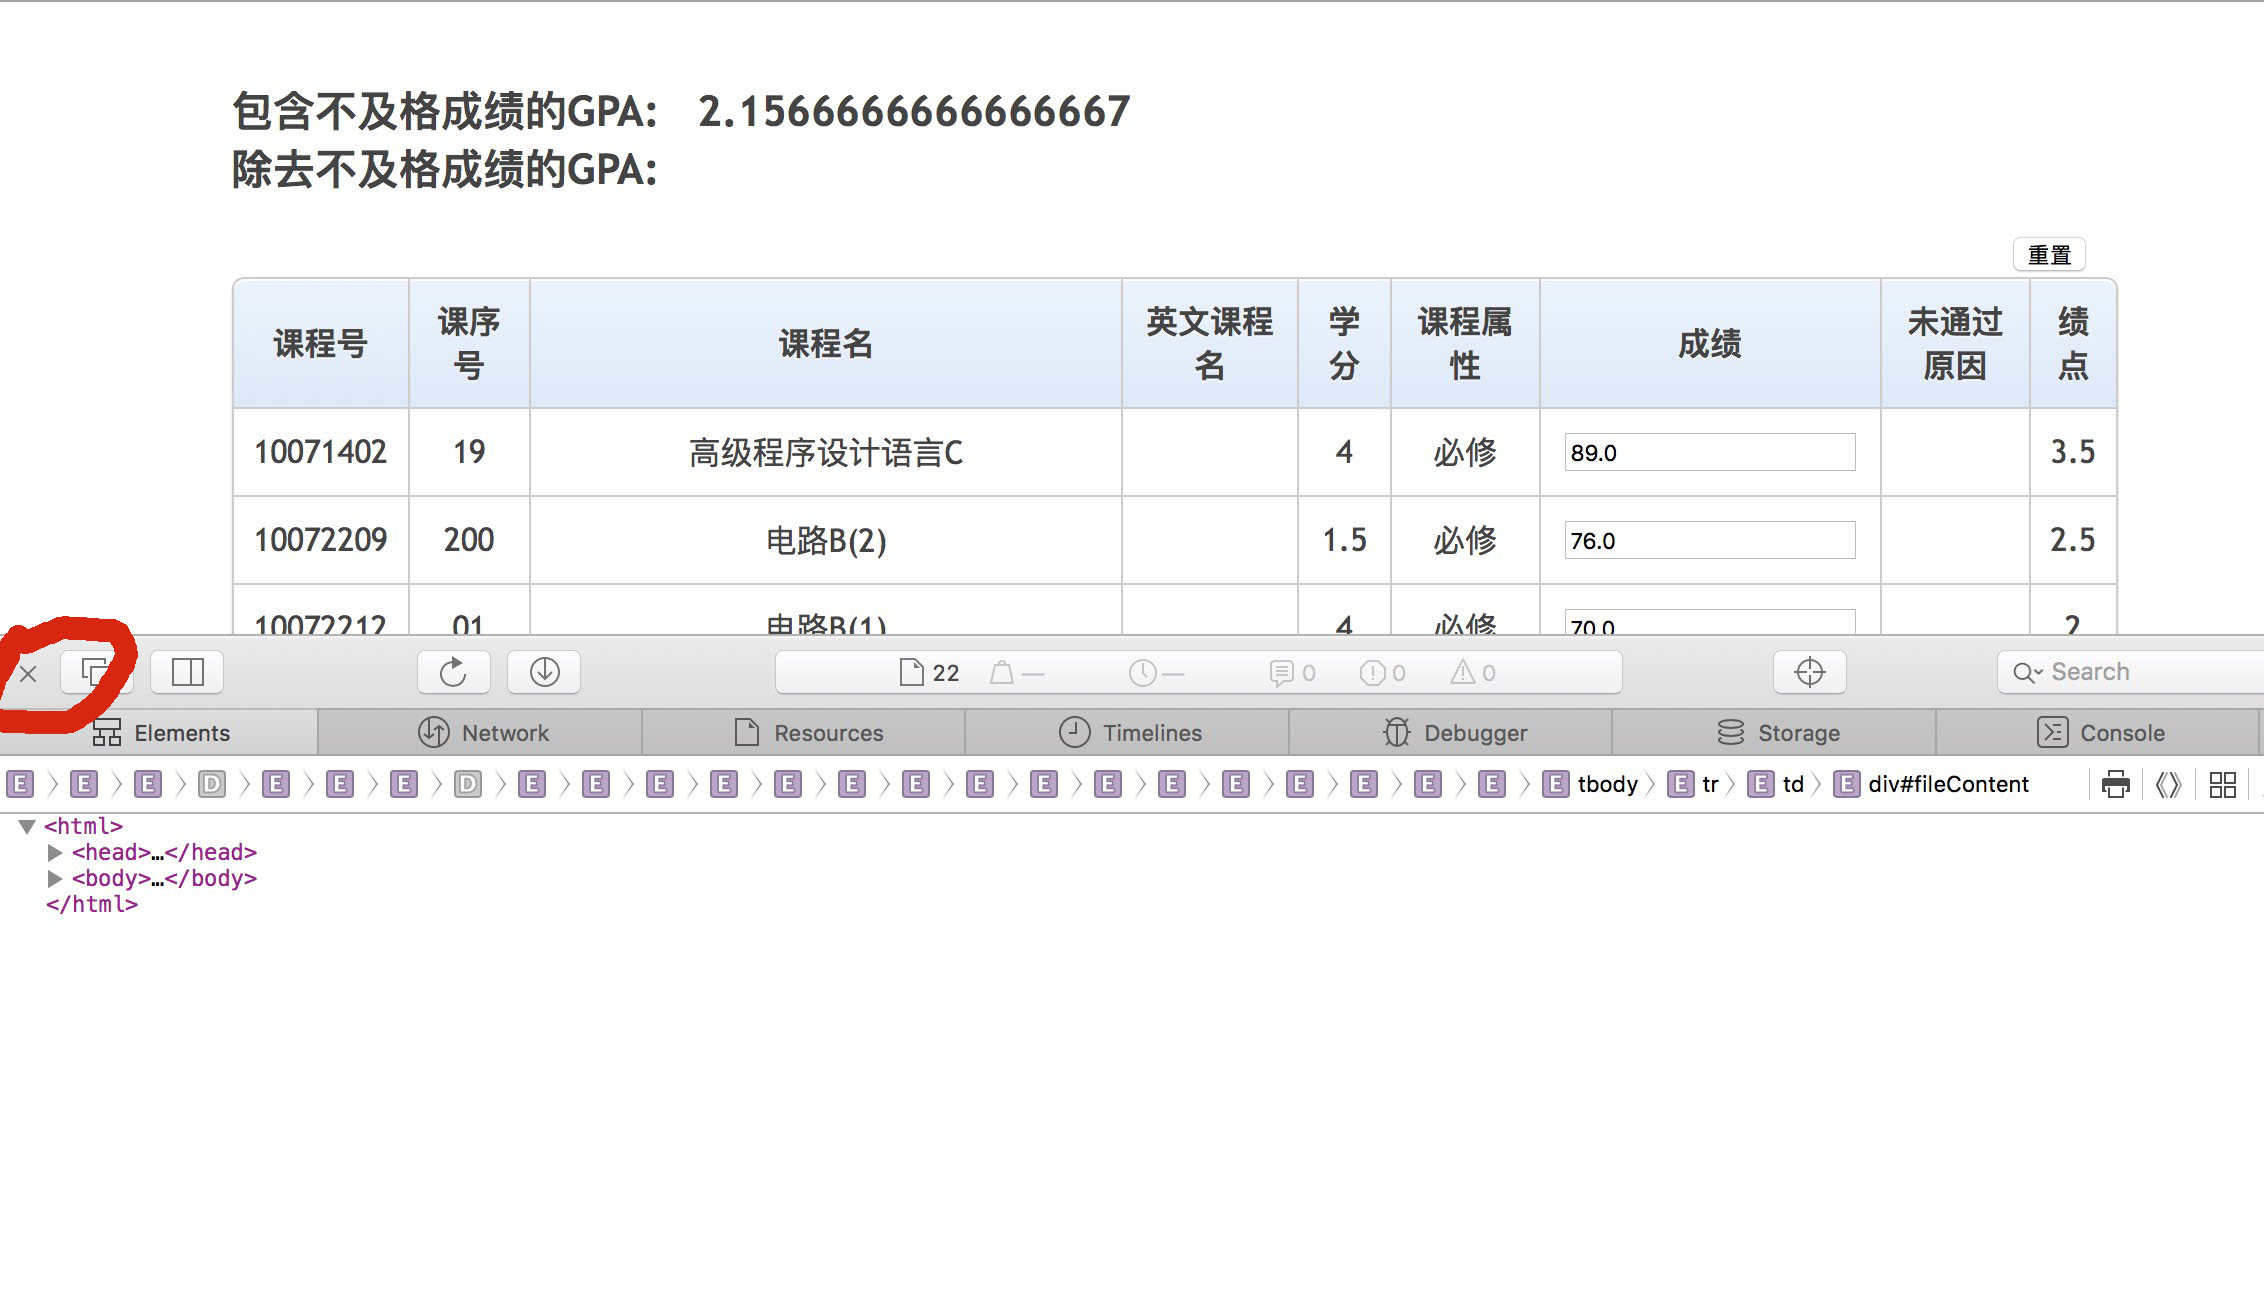 包含不及格成绩的GPA: 2.1566666666666667
除去不及格成绩的GPA:
重置
课程号 课序号 课程名 英文课程名 学分 课程属性 成绩 未通过原因 绩点
10071402 19 高级程序设计语言C 4 必修 89.0 3.5
10072209 200 电路B(2) 1.5 必修 76.0 2.5
10072212 01 电路B(1) 4 必修 70.0 2
22 — — 0 0 0 Search
Elements Network Resources Timelines Debugger Storage Console
E E E D E E E D E E E E E E E E E E E E E E E E E tbody E tr E td E div#fileContent
<html>
<head>…</head>
<body>…</body>
</html>